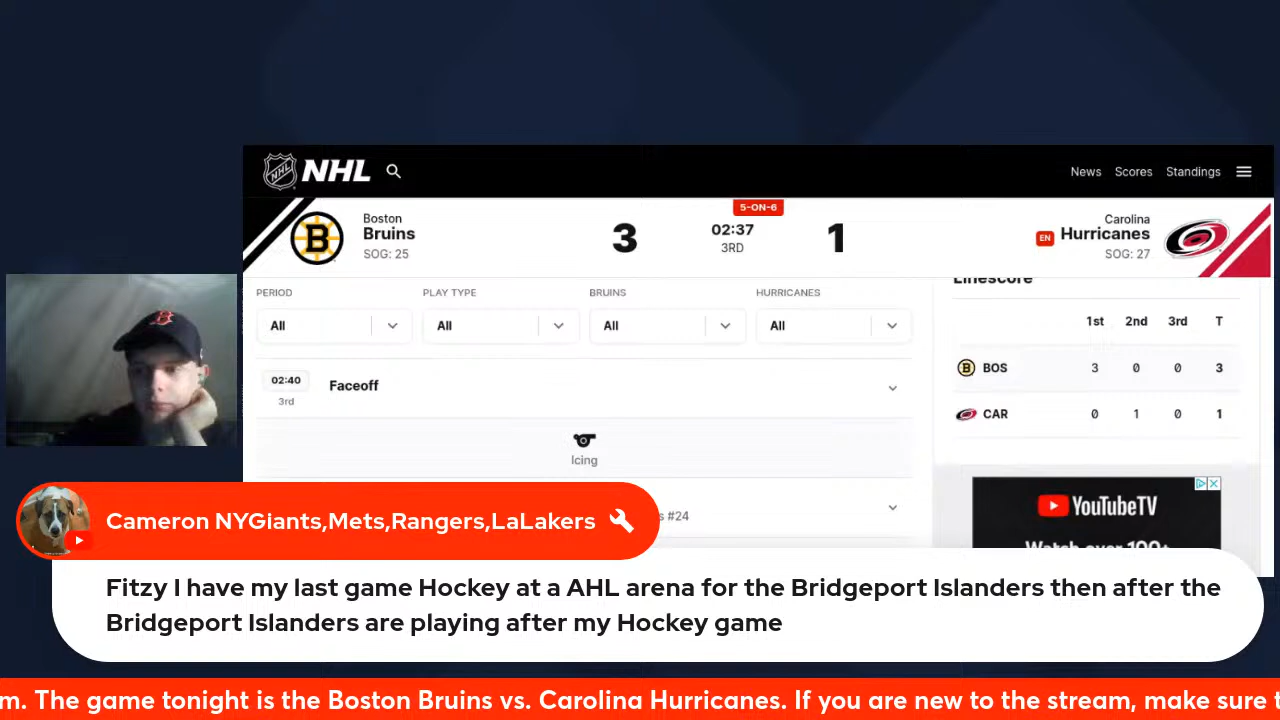 NHL
News Scores Standings
5-ON-6
Boston
Bruins
SOG: 25
3
02:37
3RD
1
EN
Carolina
Hurricanes
SOG: 27
PERIOD PLAY TYPE BRUINS HURRICANES
All All All All
Linescore
1st 2nd 3rd T
BOS 3 0 0 3
CAR 0 1 0 1
02:40
3rd
Faceoff
Icing
#24
YouTubeTV
Watch over 100+
Cameron NYGiants,Mets,Rangers,LaLakers
Fitzy I have my last game Hockey at a AHL arena for the Bridgeport Islanders then after the
Bridgeport Islanders are playing after my Hockey game
m. The game tonight is the Boston Bruins vs. Carolina Hurricanes. If you are new to the stream, make sure t